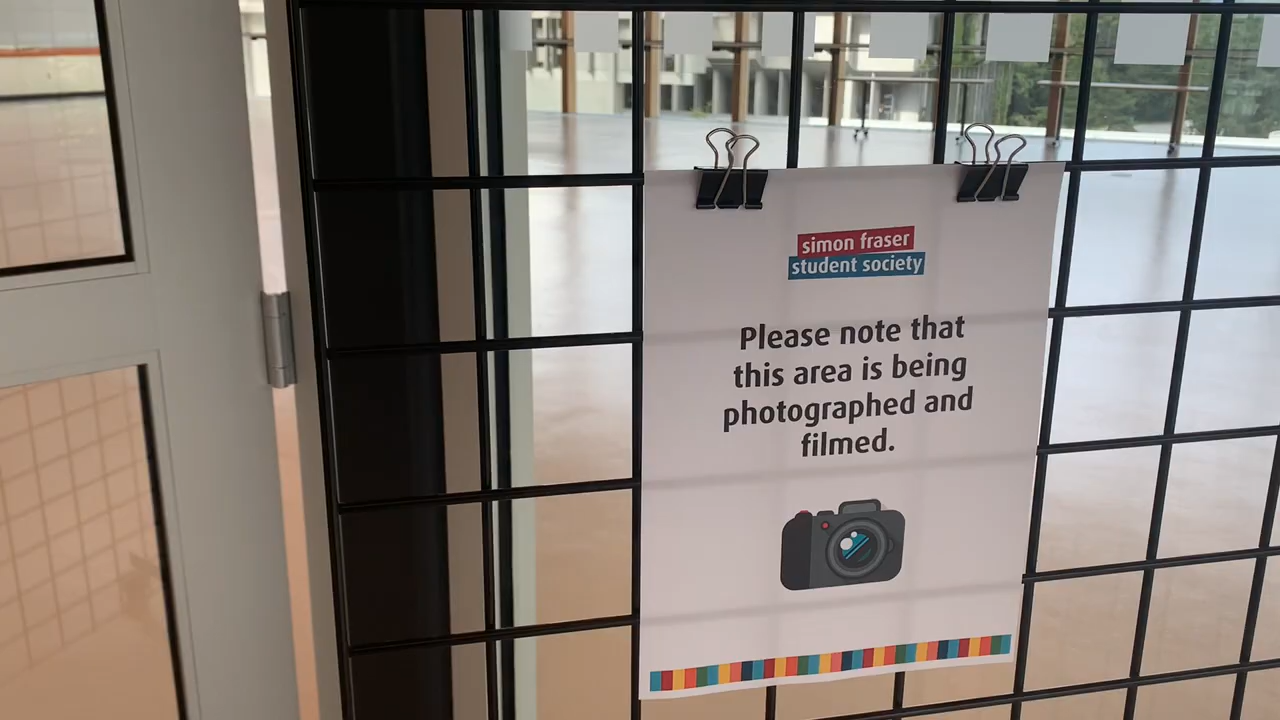 simon fraser
student society
Please note that
this area is being
photographed and
filmed.